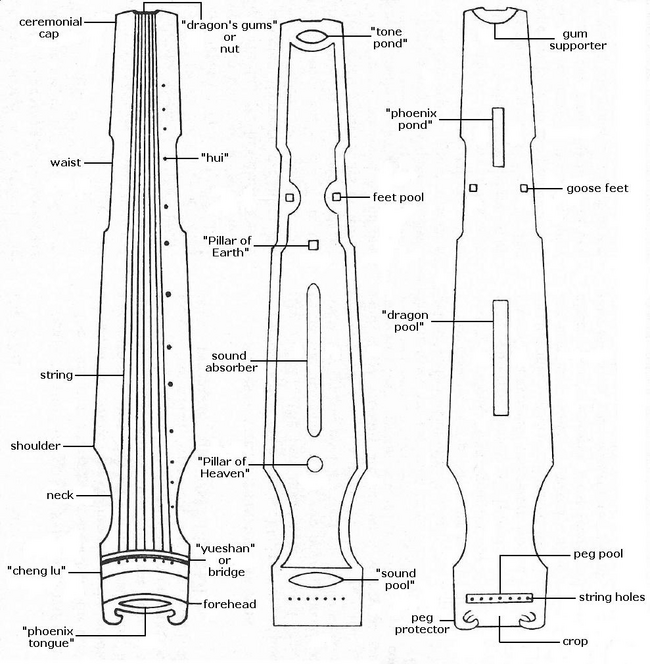 ceremonial
cap
"dragon's gums"
or
nut
waist
"hui"
string
shoulder
neck
"cheng lu"
"yueshan"
or
bridge
forehead
"phoenix
tongue"
"tone
pond"
feet pool
"Pillar of
Earth"
sound
absorber
"Pillar of
Heaven"
"sound
pool"
gum
supporter
"phoenix
pond"
goose feet
"dragon
pool"
peg pool
string holes
peg
protector
crop